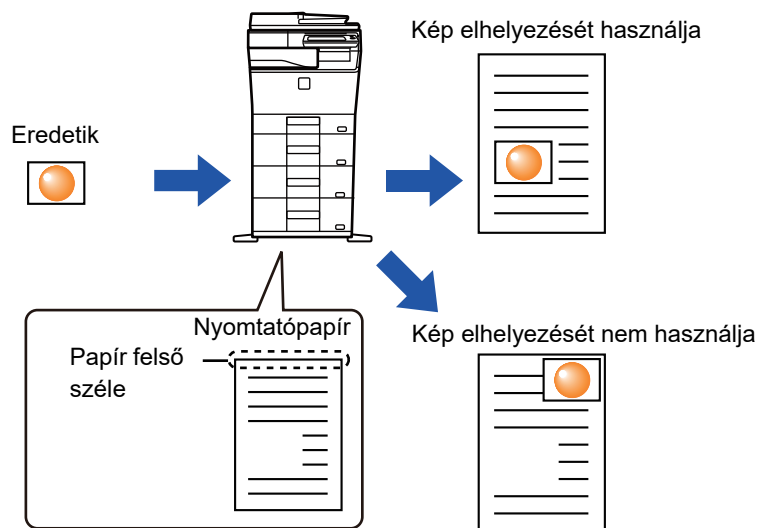 Kép elhelyezését használja
Eredetik
Nyomtatópapír
Papír felső
széle
Kép elhelyezését nem használja